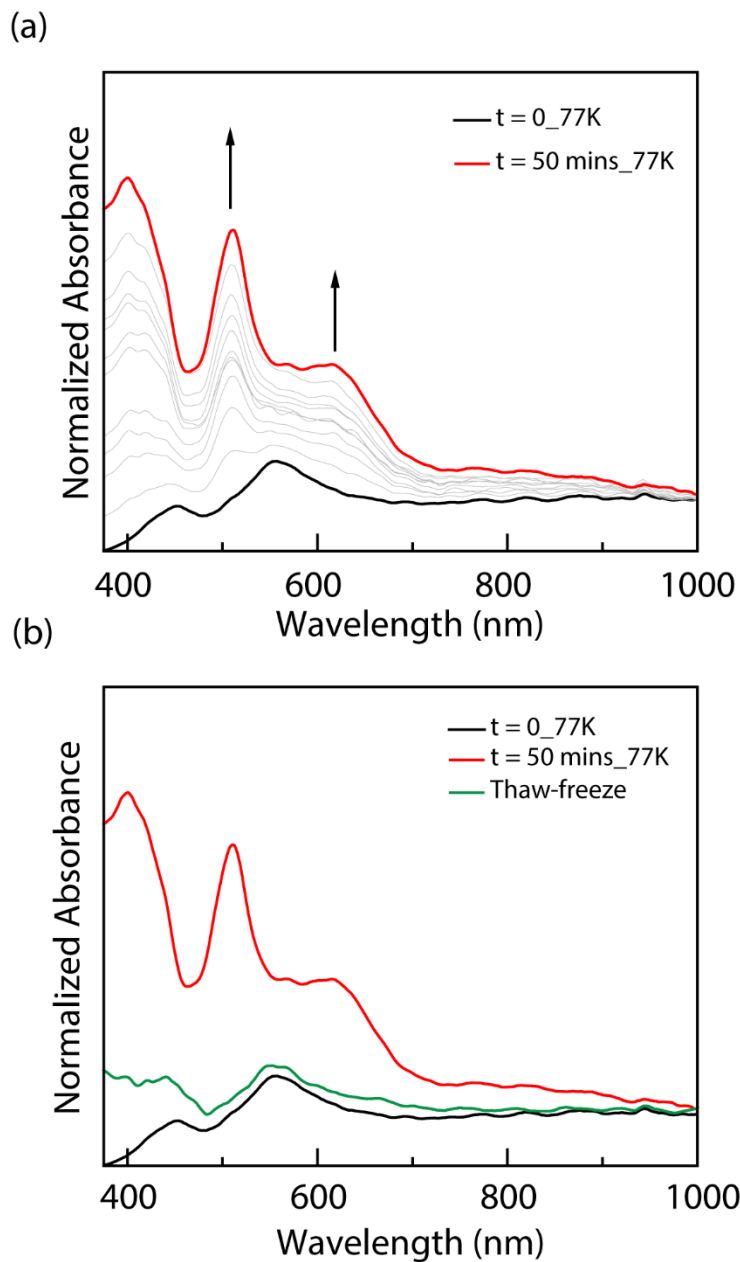 (a)
Normalized Absorbance
t = 0_77K
t = 50 mins_77K
400
600
800
1000
Wavelength (nm)
(b)
Normalized Absorbance
t = 0_77K
t = 50 mins_77K
Thaw-freeze
400
600
800
1000
Wavelength (nm)